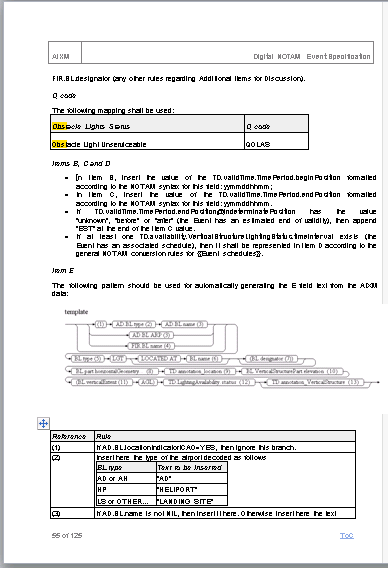 AIXM Digital NOTAM Event Specification
FIR.BL.designator (any other rules regarding Additional Items for Discussion).
Q code
The following mapping shall be used:
Obstacle Lights Status Q code
Obstacle Light Unserviceable QOLAS
Items B, C and D
• In item B, insert the value of the TD.validTime.TimePeriod.beginPosition formatted
according to the NOTAM syntax for this field: yymmddhhmm;
• In item C, insert the value of the TD.validTime.TimePeriod.endPosition formatted
according to the NOTAM syntax for this field: yymmddhhmm.
• If TD.validTime.TimePeriod.endPosition@indeterminatePosition has the value
"unknown", "before" or "after" (the Event has an estimated end of validity), then append
"EST" at the end of the item C value.
• If at least one TD.availability.VerticalStructureLightingStatus.timeInterval exists (the
Event has an associated schedule), then it shall be represented in item D according to the
general NOTAM conversion rules for {{Event schedules}}.
Item E
The following pattern should be used for automatically generating the E field text from the AIXM
data:
template
(1) AD BL type (2) AD BL name (3)
AD BL ARP (3)
FIR BL name (4)
BL type (5) LGT LOCATED AT BL name (6) (BL designator (7))
BL part horizontalGeometry (8) TD annotation_location (9) BL VerticalStructurePart elevation (10)
(BL verticalExtent (11) AGL) TD LightingAvailability status (12) TD annotation_VerticalStructure (13)
Reference Rule
(1) If AD.BL.locationIndicatorICAO=YES, then ignore this branch.
(2) Insert here the type of the airport decoded as follows
BL.type Text to be inserted
AD or AH "AD"
HP "HELIPORT"
LS or OTHER... "LANDING SITE"
(3) If AD.BL.name is not NIL, then insert it here. Otherwise insert here the text
55 of 125 ToC